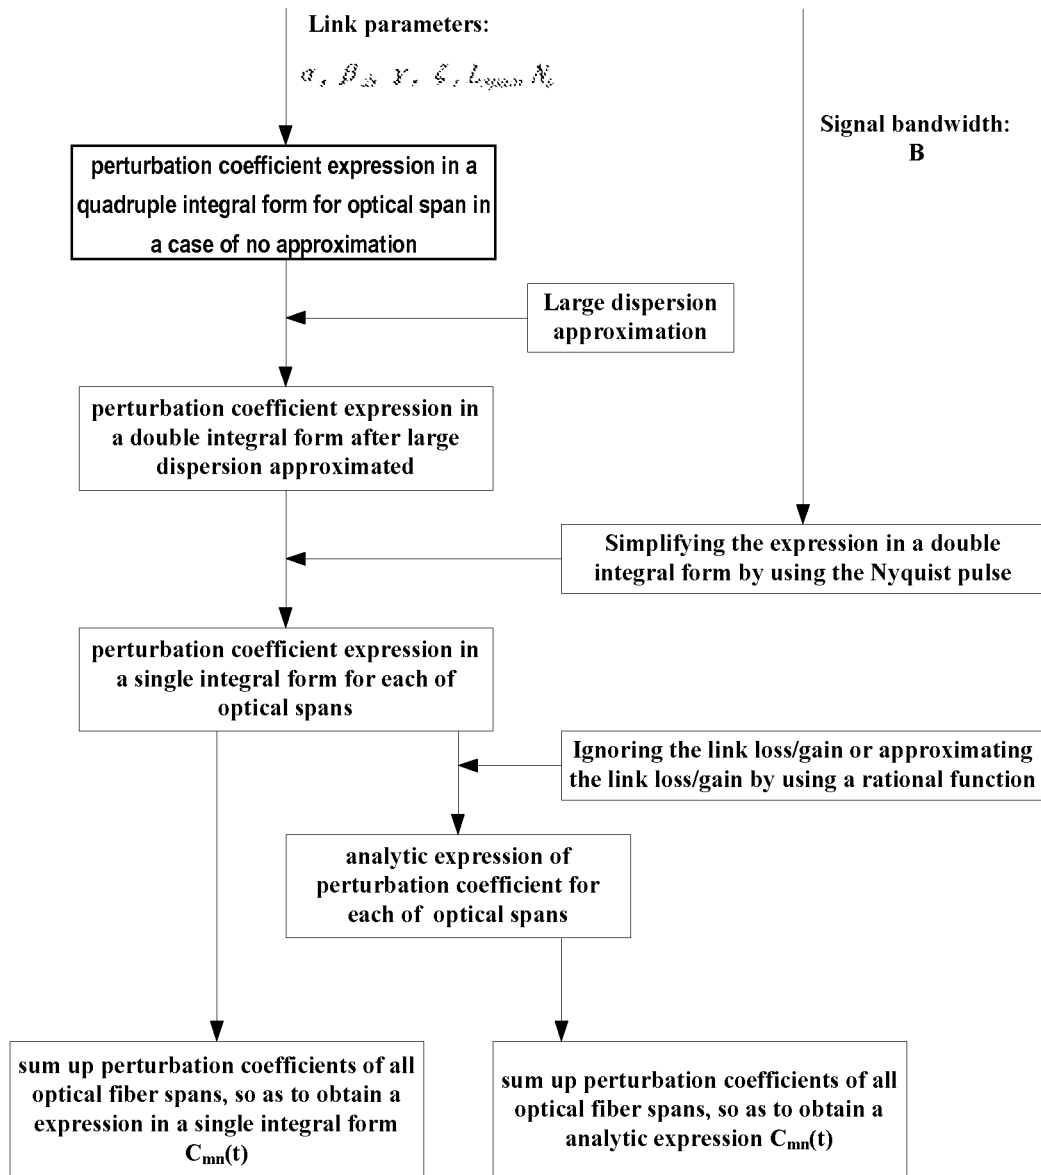 Link parameters:
α, β₂, γ, ζ, L_span, N_s
Signal bandwidth:
B
perturbation coefficient expression in a
quadruple integral form for optical span in
a case of no approximation
Large dispersion
approximation
perturbation coefficient expression in
a double integral form after large
dispersion approximated
Simplifying the expression in a double
integral form by using the Nyquist pulse
perturbation coefficient expression in
a single integral form for each of
optical spans
Ignoring the link loss/gain or approximating
the link loss/gain by using a rational function
analytic expression of
perturbation coefficient for
each of optical spans
sum up perturbation coefficients of all
optical fiber spans, so as to obtain a
expression in a single integral form
Cmn(t)
sum up perturbation coefficients of all
optical fiber spans, so as to obtain a
analytic expression Cmn(t)